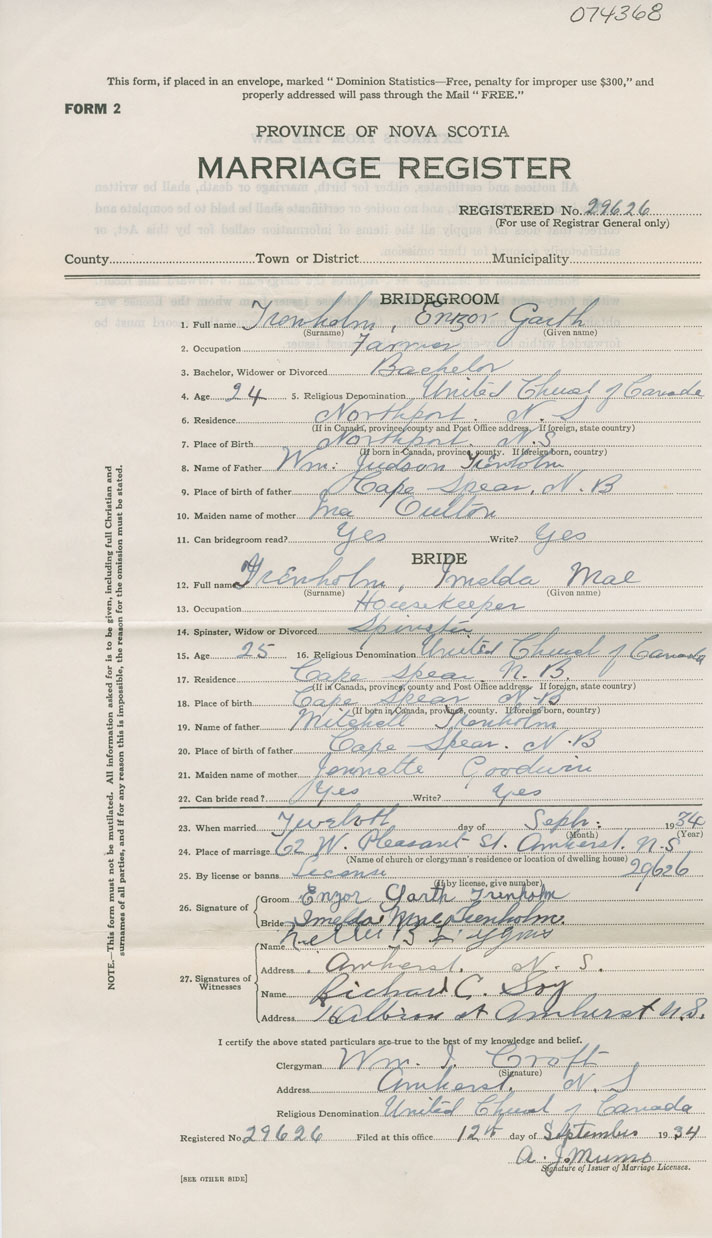 074368
This form, if placed in an envelope, marked " Dominion Statistics—Free, penalty for improper use $300," and
properly addressed will pass through the Mail " FREE."
FORM 2
PROVINCE OF NOVA SCOTIA
MARRIAGE REGISTER
REGISTERED No. 29626
(For use of Registrar General only)
County Town or District Municipality
BRIDEGROOM
1. Full name Trenholm, Enzor Garth
(Surname) (Given name)
2. Occupation Farmer
3. Bachelor, Widower or Divorced Bachelor
4. Age 24 5. Religious Denomination United Church of Canada
6. Residence Northport. N. S
(If in Canada, province, county and Post Office address. If foreign, state country)
7. Place of Birth Northport. N.S
(If born in Canada, province, county. If foreign born, country)
8. Name of Father Wm. Judson Trenholm
9. Place of birth of father Cape Spear, N.B
10. Maiden name of mother Ina Oulton
11. Can bridegroom read? Yes Write? Yes
BRIDE
12. Full name Trenholm, Imelda Mae
(Surname) (Given name)
13. Occupation Housekeeper
14. Spinster, Widow or Divorced Spinster
15. Age 25 16. Religious Denomination United Church of Canada
17. Residence Cape Spear N. B.
(If in Canada, province, county and Post Office address. If foreign, state country)
18. Place of birth Cape Spear N.B
(If born in Canada, province, county. If foreign born, country)
19. Name of father Mitchell Trenholm
20. Place of birth of father Cape Spear. N.B
21. Maiden name of mother Jennette Goodwin
22. Can bride read? Yes Write? Yes
23. When married Twelvth day of Sept. 1934
(Month) (Year)
24. Place of marriage 62 W. Pleasant St. Amherst. N.S
(Name of church or clergyman's residence or location of dwelling house)
25. By license or banns License 29626
(If by license, give number)
26. Signature of Groom Enzor Garth Trenholm
Bride Imelda Mae Trenholm.
Name Nettie B
27. Signatures of Witnesses
Address Amherst. N. S.
Name Richard C. Soy
Address 16 Albion st Amherst N.S.
I certify the above stated particulars are true to the best of my knowledge and belief.
Clergyman Wm. I. Croft
(Signature)
Address Amherst. N. S
Religious Denomination United Church of Canada
Registered No. 29626 Filed at this office 12th day of September 1934
A. J. Munro
Signature of Issuer of Marriage Licenses.
[SEE OTHER SIDE]
NOTE.—This form must not be mutilated. All information asked for is to be given, including full Christian and
surnames of all parties, and if for any reason this is impossible, the reason for the omission must be stated.